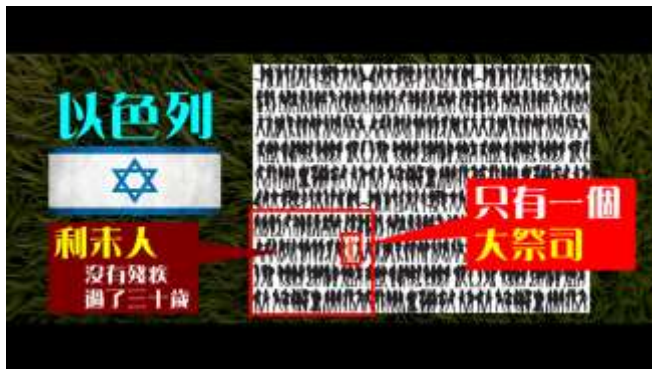 以色列
只有一個
大祭司
利未人
沒有殘疾
過了三十歲